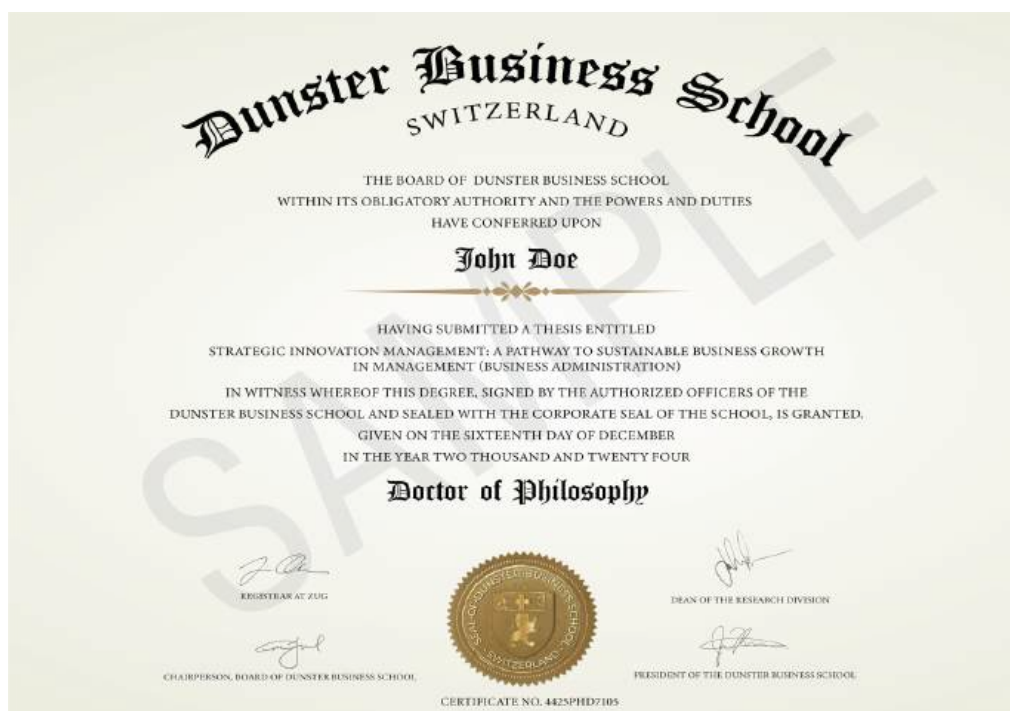 Dunster Business School
SWITZERLAND
THE BOARD OF DUNSTER BUSINESS SCHOOL
WITHIN ITS OBLIGATORY AUTHORITY AND THE POWERS AND DUTIES
HAVE CONFERRED UPON
John Doe
HAVING SUBMITTED A THESIS ENTITLED
STRATEGIC INNOVATION MANAGEMENT: A PATHWAY TO SUSTAINABLE BUSINESS GROWTH
IN MANAGEMENT (BUSINESS ADMINISTRATION)
IN WITNESS WHEREOF THIS DEGREE, SIGNED BY THE AUTHORIZED OFFICERS OF THE
DUNSTER BUSINESS SCHOOL AND SEALED WITH THE CORPORATE SEAL OF THE SCHOOL, IS GRANTED.
GIVEN ON THE SIXTEENTH DAY OF DECEMBER
IN THE YEAR TWO THOUSAND AND TWENTY FOUR
Doctor of Philosophy
SAMPLE
REGISTRAR AT ZUG
DEAN OF THE RESEARCH DIVISION
SEAL OF DUNSTER BUSINESS SCHOOL
SWITZERLAND
CHAIRPERSON, BOARD OF DUNSTER BUSINESS SCHOOL
PRESIDENT OF THE DUNSTER BUSINESS SCHOOL
CERTIFICATE NO. 4425PHD7105